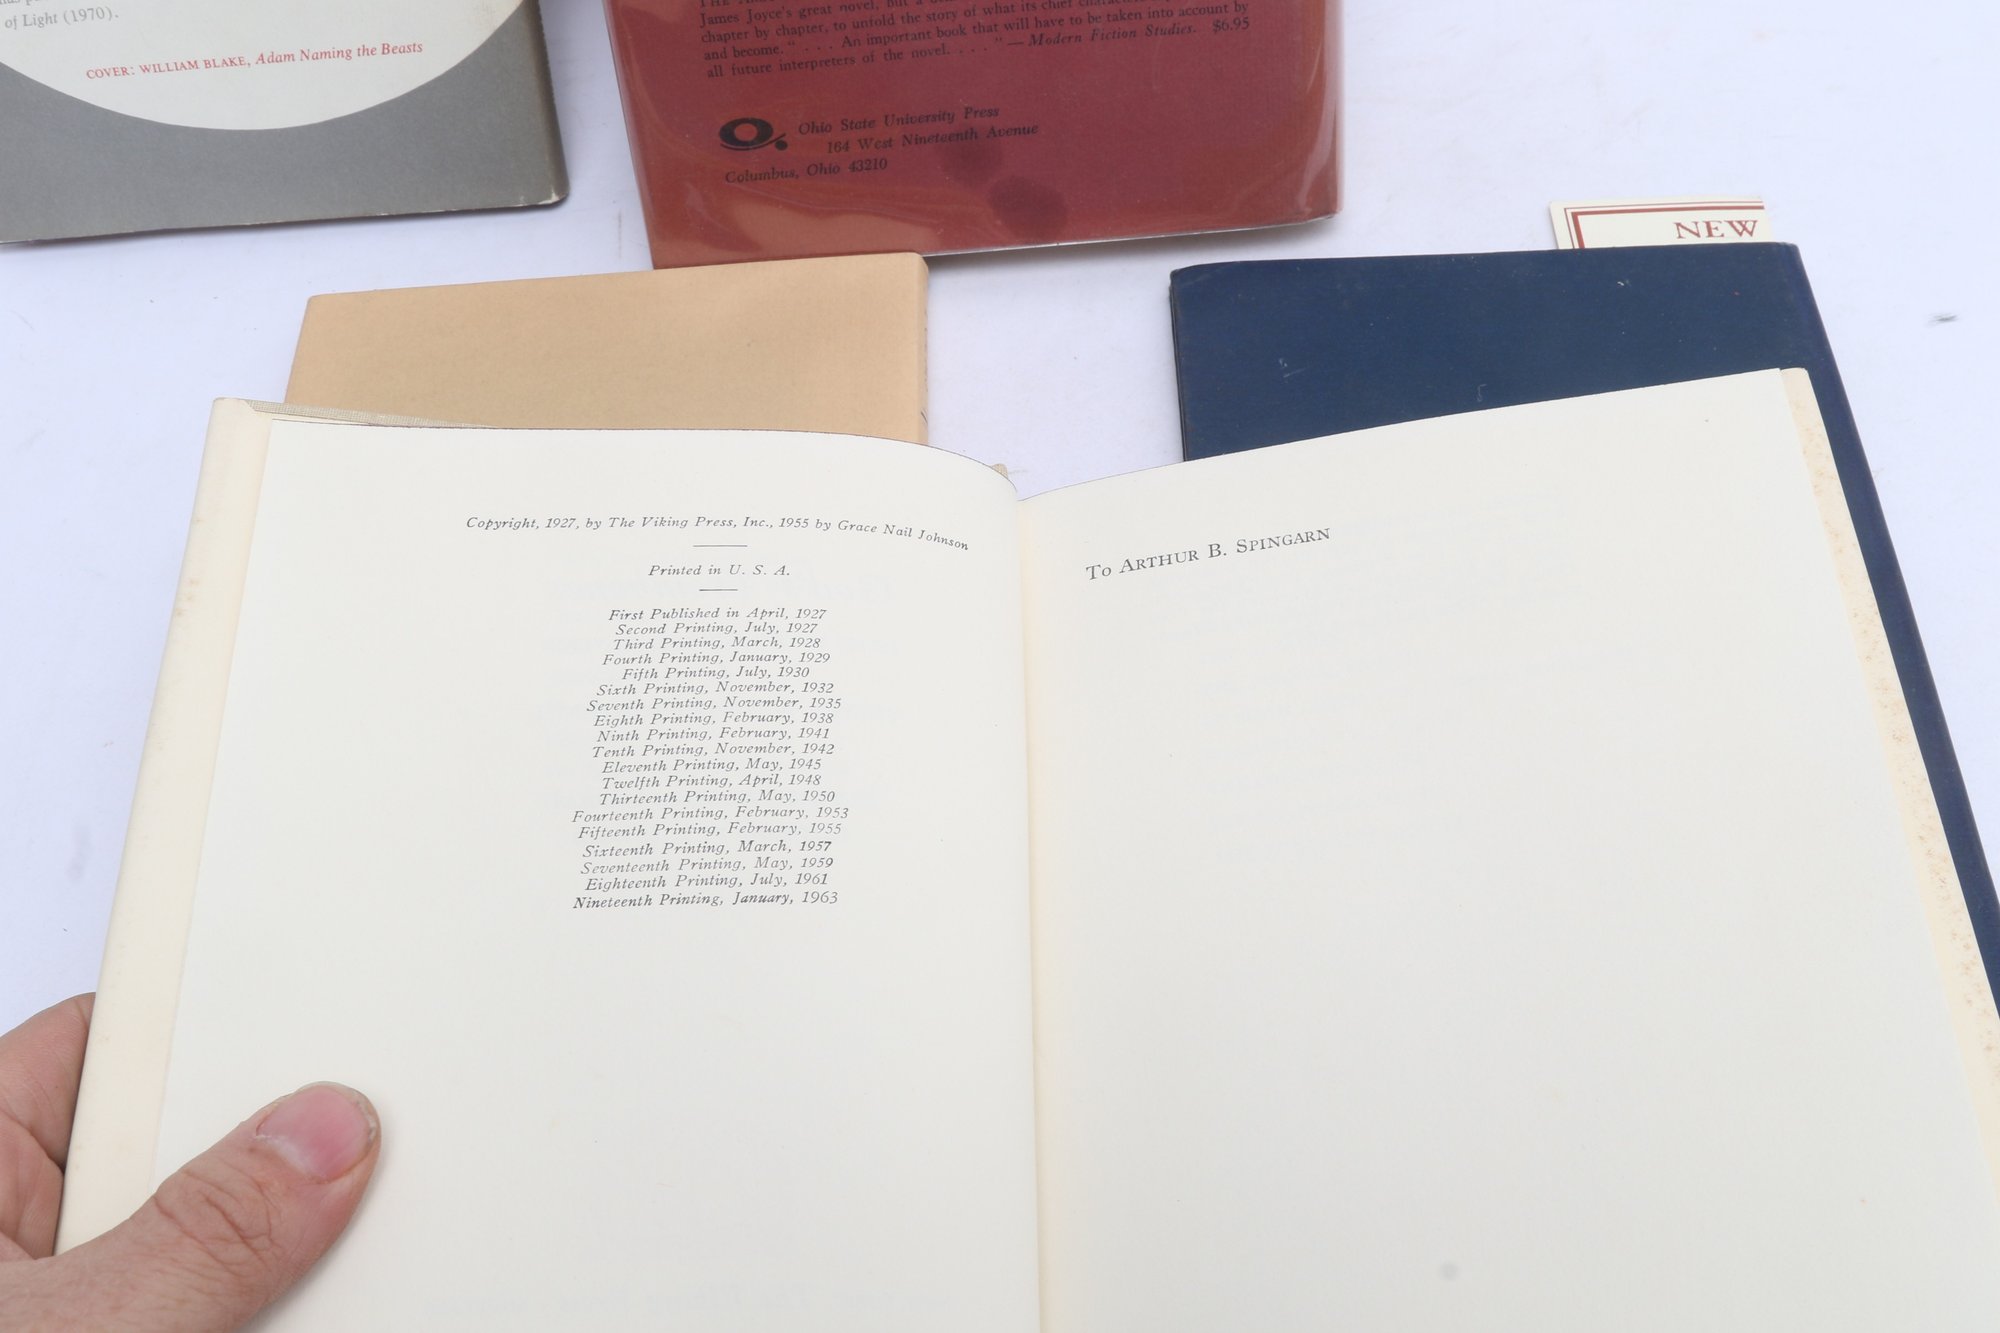 of Light (1970).
COVER: WILLIAM BLAKE, Adam Naming the Beasts
James Joyce's great novel, but a
chapter by chapter, to unfold the story of what its chief
and become." . . . An important book that will have to be taken into account by
all future interpreters of the novel. . . . " — Modern Fiction Studies. $6.95
Ohio State University Press
164 West Nineteenth Avenue
Columbus, Ohio 43210
NEW
Copyright, 1927, by The Viking Press, Inc., 1955 by Grace Nail Johnson
Printed in U. S. A.
First Published in April, 1927
Second Printing, July, 1927
Third Printing, March, 1928
Fourth Printing, January, 1929
Fifth Printing, July, 1930
Sixth Printing, November, 1932
Seventh Printing, November, 1935
Eighth Printing, February, 1938
Ninth Printing, February, 1941
Tenth Printing, November, 1942
Eleventh Printing, May, 1945
Twelfth Printing, April, 1948
Thirteenth Printing, May, 1950
Fourteenth Printing, February, 1953
Fifteenth Printing, February, 1955
Sixteenth Printing, March, 1957
Seventeenth Printing, May, 1959
Eighteenth Printing, July, 1961
Nineteenth Printing, January, 1963
To ARTHUR B. SPINGARN